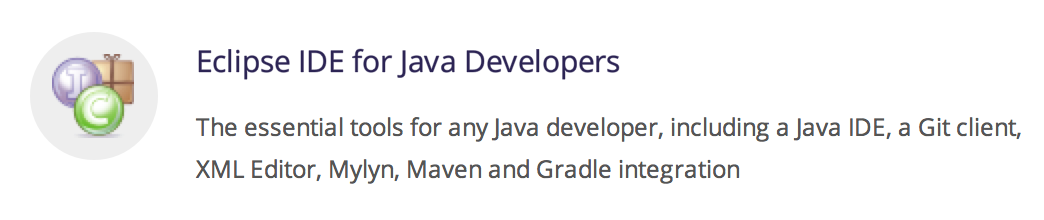 J
C
Eclipse IDE for Java Developers
The essential tools for any Java developer, including a Java IDE, a Git client,
XML Editor, Mylyn, Maven and Gradle integration